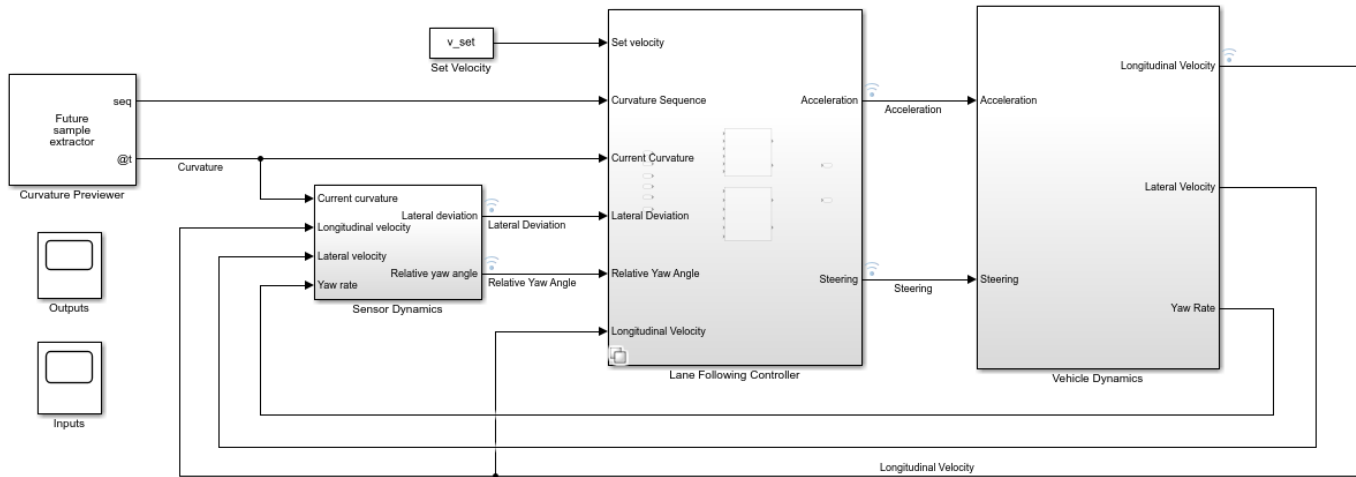 v_set
Set Velocity
seq
Future
sample
extractor
@t
Curvature Previewer
Curvature
Outputs
Inputs
Current curvature
Longitudinal velocity
Lateral velocity
Yaw rate
Lateral deviation
Relative yaw angle
Sensor Dynamics
Lateral Deviation
Relative Yaw Angle
Set velocity
Curvature Sequence
Current Curvature
Lateral Deviation
Relative Yaw Angle
Longitudinal Velocity
Acceleration
Steering
Lane Following Controller
Acceleration
Steering
Acceleration
Steering
Longitudinal Velocity
Lateral Velocity
Yaw Rate
Vehicle Dynamics
Longitudinal Velocity